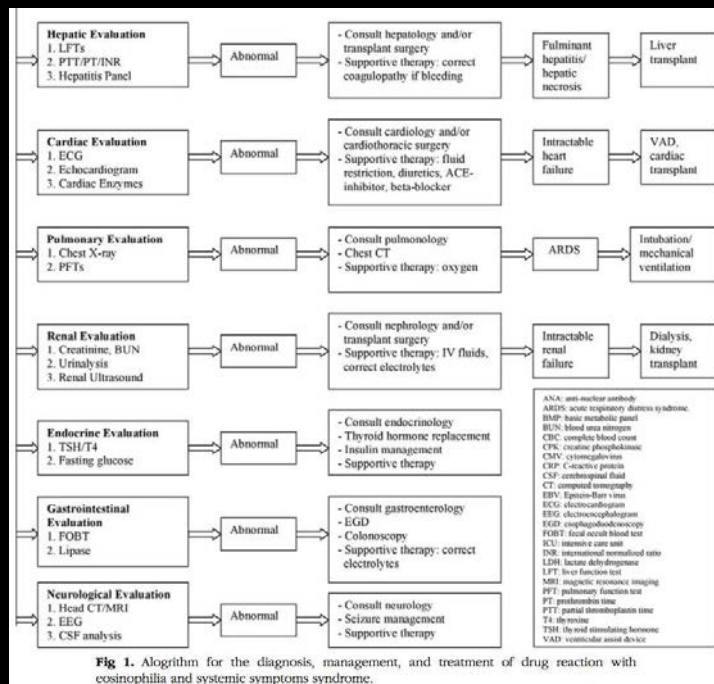 Hepatic Evaluation
1. LFTs
2. PTT/PT/INR
3. Hepatitis Panel
Abnormal
- Consult hepatology and/or
transplant surgery
- Supportive therapy: correct
coagulopathy if bleeding
Fulminant
hepatitis/
hepatic
necrosis
Liver
transplant
Cardiac Evaluation
1. ECG
2. Echocardiogram
3. Cardiac Enzymes
Abnormal
- Consult cardiology and/or
cardiothoracic surgery
- Supportive therapy: fluid
restriction, diuretics, ACE-
inhibitor, beta-blocker
Intractable
heart
failure
VAD,
cardiac
transplant
Pulmonary Evaluation
1. Chest X-ray
2. PFTs
Abnormal
- Consult pulmonology
- Chest CT
- Supportive therapy: oxygen
ARDS
Intubation/
mechanical
ventilation
Renal Evaluation
1. Creatinine, BUN
2. Urinalysis
3. Renal Ultrasound
Abnormal
- Consult nephrology and/or
transplant surgery
- Supportive therapy: IV fluids,
correct electrolytes
Intractable
renal
failure
Dialysis,
kidney
transplant
Endocrine Evaluation
1. TSH/T4
2. Fasting glucose
Abnormal
- Consult endocrinology
- Thyroid hormone replacement
- Insulin management
- Supportive therapy
Gastrointestinal
Evaluation
1. FOBT
2. Lipase
Abnormal
- Consult gastroenterology
- EGD
- Colonoscopy
- Supportive therapy: correct
electrolytes
Neurological Evaluation
1. Head CT/MRI
2. EEG
3. CSF analysis
Abnormal
- Consult neurology
- Seizure management
- Supportive therapy
ANA: anti-nuclear antibody
ARDS: acute respiratory distress syndrome.
BMP: basic metabolic panel
BUN: blood urea nitrogen
CBC: complete blood count
CPK: creatine phosphokinase
CMV: cytomegalovirus
CRP: C-reactive protein
CSF: cerebrospinal fluid
CT: computed tomography
EBV: Epstein-Barr virus
ECG: electrocardiogram
EEG: electroencephalogram
EGD:
FOBT: fecal occult blood test
ICU: intensive care unit
INR: international normalized ratio
LDH: lactate dehydrogenase
LFT: liver function test
MRI: magnetic resonance imaging
PFT: pulmonary function test
PT: prothrombin time
PTT: partial thromboplastin time
T4: thyroxine
TSH: thyroid stimulating hormone
VAD: ventricular assist device
Fig 1. Alogrithm for the diagnosis, management, and treatment of drug reaction with
eosinophilia and systemic symptoms syndrome.